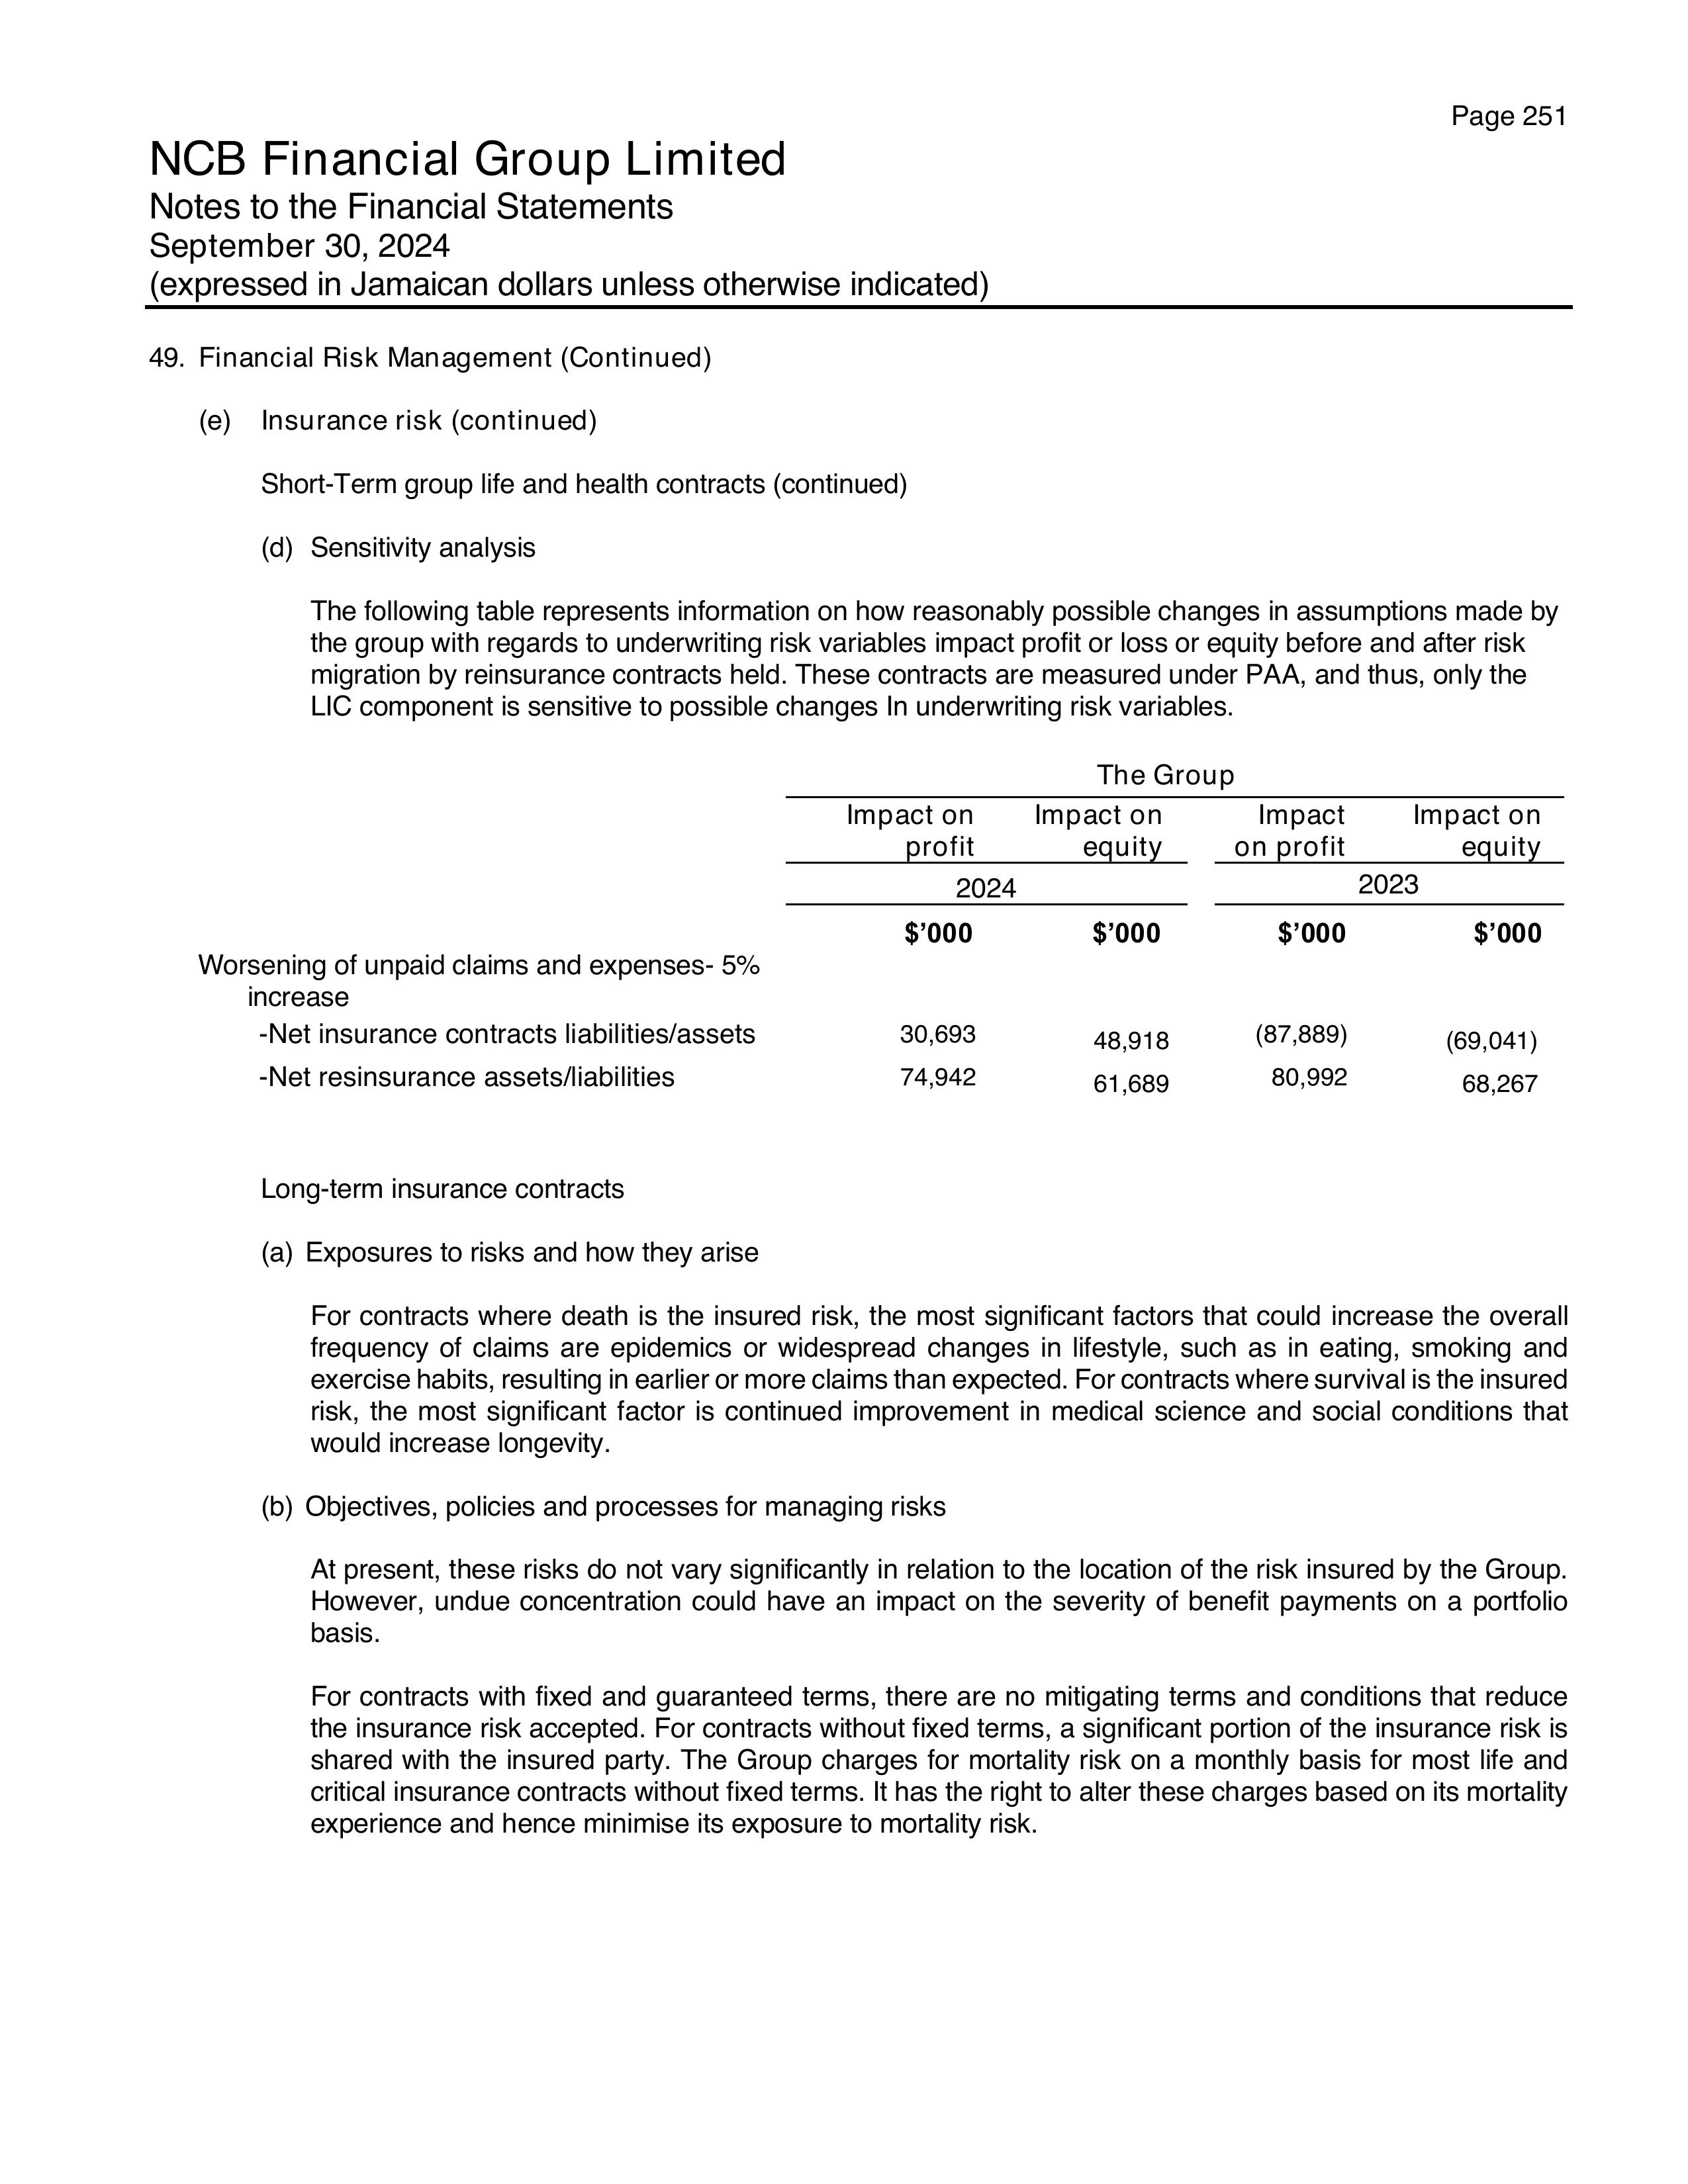 Page 251
NCB Financial Group Limited
Notes to the Financial Statements
September 30, 2024
(expressed in Jamaican dollars unless otherwise indicated)
49. Financial Risk Management (Continued)
(e) Insurance risk (continued)
Short-Term group life and health contracts (continued)
(d) Sensitivity analysis
The following table represents information on how reasonably possible changes in assumptions made by
the group with regards to underwriting risk variables impact profit or loss or equity before and after risk
migration by reinsurance contracts held. These contracts are measured under PAA, and thus, only the
LIC component is sensitive to possible changes In underwriting risk variables.
The Group
Impact on Impact on Impact Impact on
profit equity on profit equity
2024 2023
$’000 $’000 $’000 $’000
Worsening of unpaid claims and expenses- 5%
increase
-Net insurance contracts liabilities/assets 30,693 48,918 (87,889) (69,041)
-Net resinsurance assets/liabilities 74,942 61,689 80,992 68,267
Long-term insurance contracts
(a) Exposures to risks and how they arise
For contracts where death is the insured risk, the most significant factors that could increase the overall
frequency of claims are epidemics or widespread changes in lifestyle, such as in eating, smoking and
exercise habits, resulting in earlier or more claims than expected. For contracts where survival is the insured
risk, the most significant factor is continued improvement in medical science and social conditions that
would increase longevity.
(b) Objectives, policies and processes for managing risks
At present, these risks do not vary significantly in relation to the location of the risk insured by the Group.
However, undue concentration could have an impact on the severity of benefit payments on a portfolio
basis.
For contracts with fixed and guaranteed terms, there are no mitigating terms and conditions that reduce
the insurance risk accepted. For contracts without fixed terms, a significant portion of the insurance risk is
shared with the insured party. The Group charges for mortality risk on a monthly basis for most life and
critical insurance contracts without fixed terms. It has the right to alter these charges based on its mortality
experience and hence minimise its exposure to mortality risk.